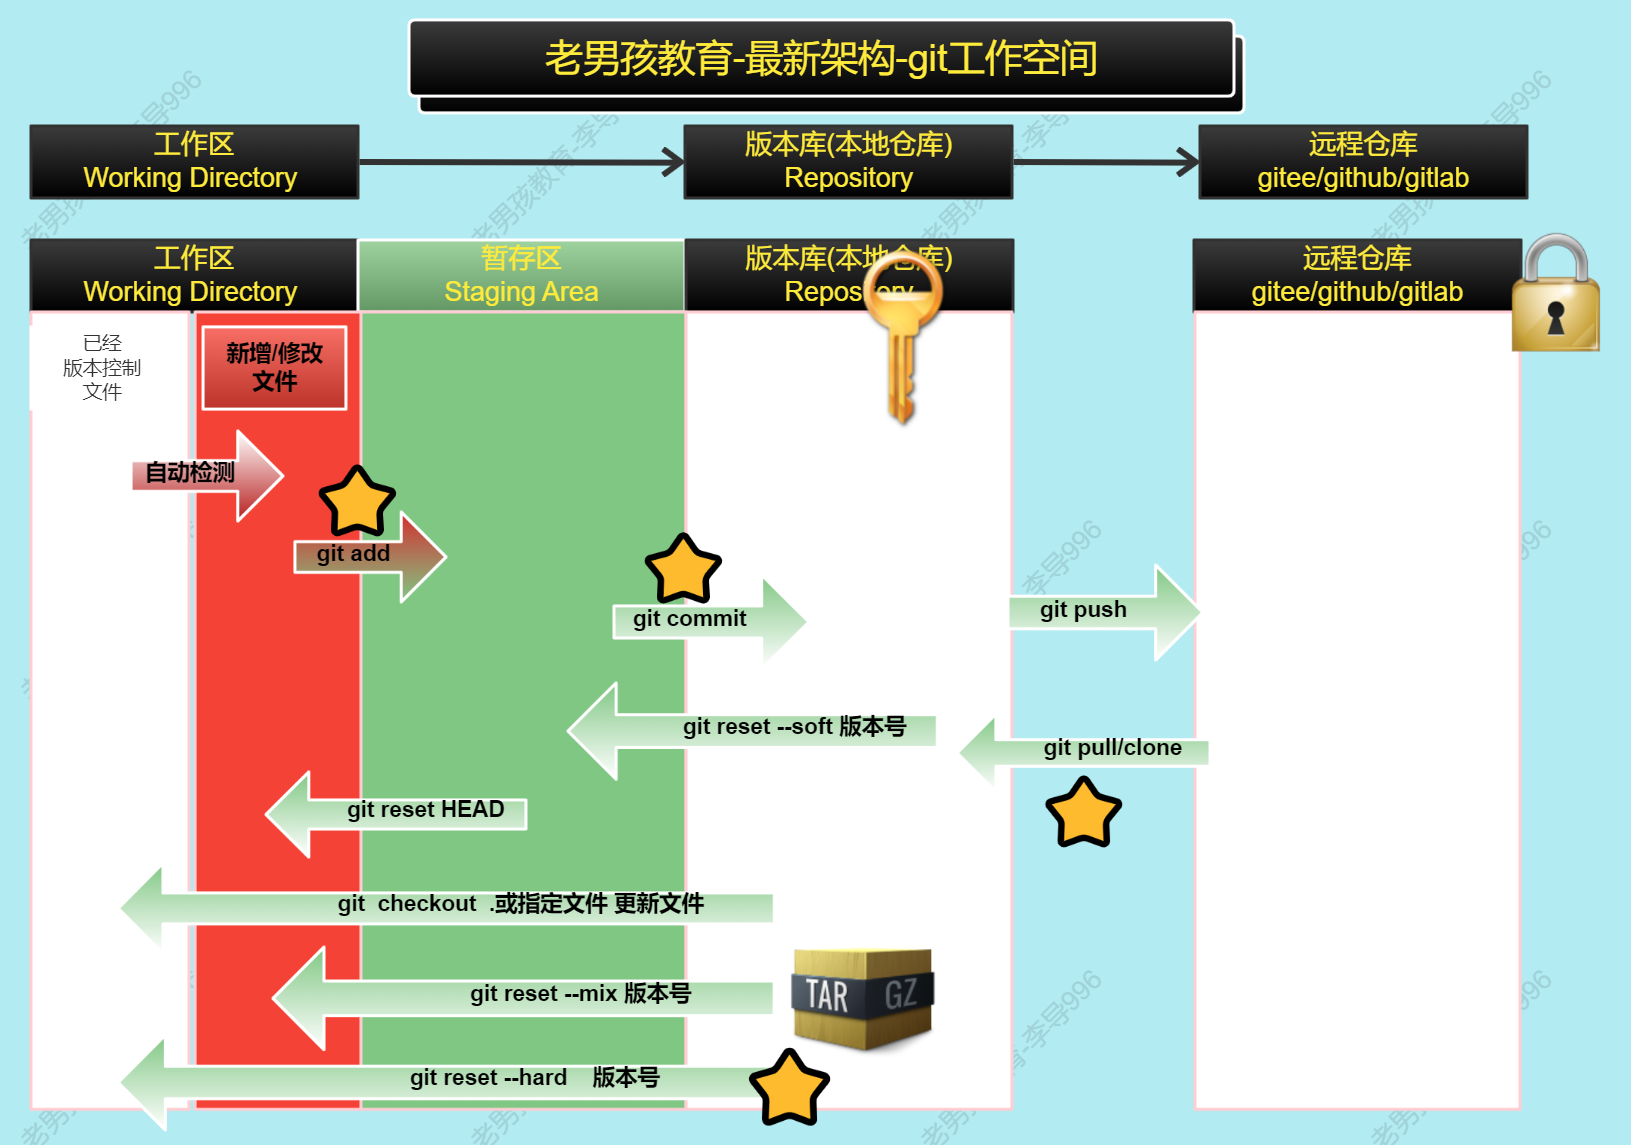 老男孩教育-最新架构-git工作空间
工作区
Working Directory
版本库(本地仓库)
Repository
远程仓库
gitee/github/gitlab
工作区
Working Directory
暂存区
Staging Area
版本库(本地仓库)
Repository
远程仓库
gitee/github/gitlab
已经
版本控制
文件
新增/修改
文件
自动检测
git add
git commit
git push
git reset --soft 版本号
git pull/clone
git reset HEAD
git checkout .或指定文件 更新文件
git reset --mix 版本号
TAR GZ
git reset --hard 版本号
老男孩教育-李导996